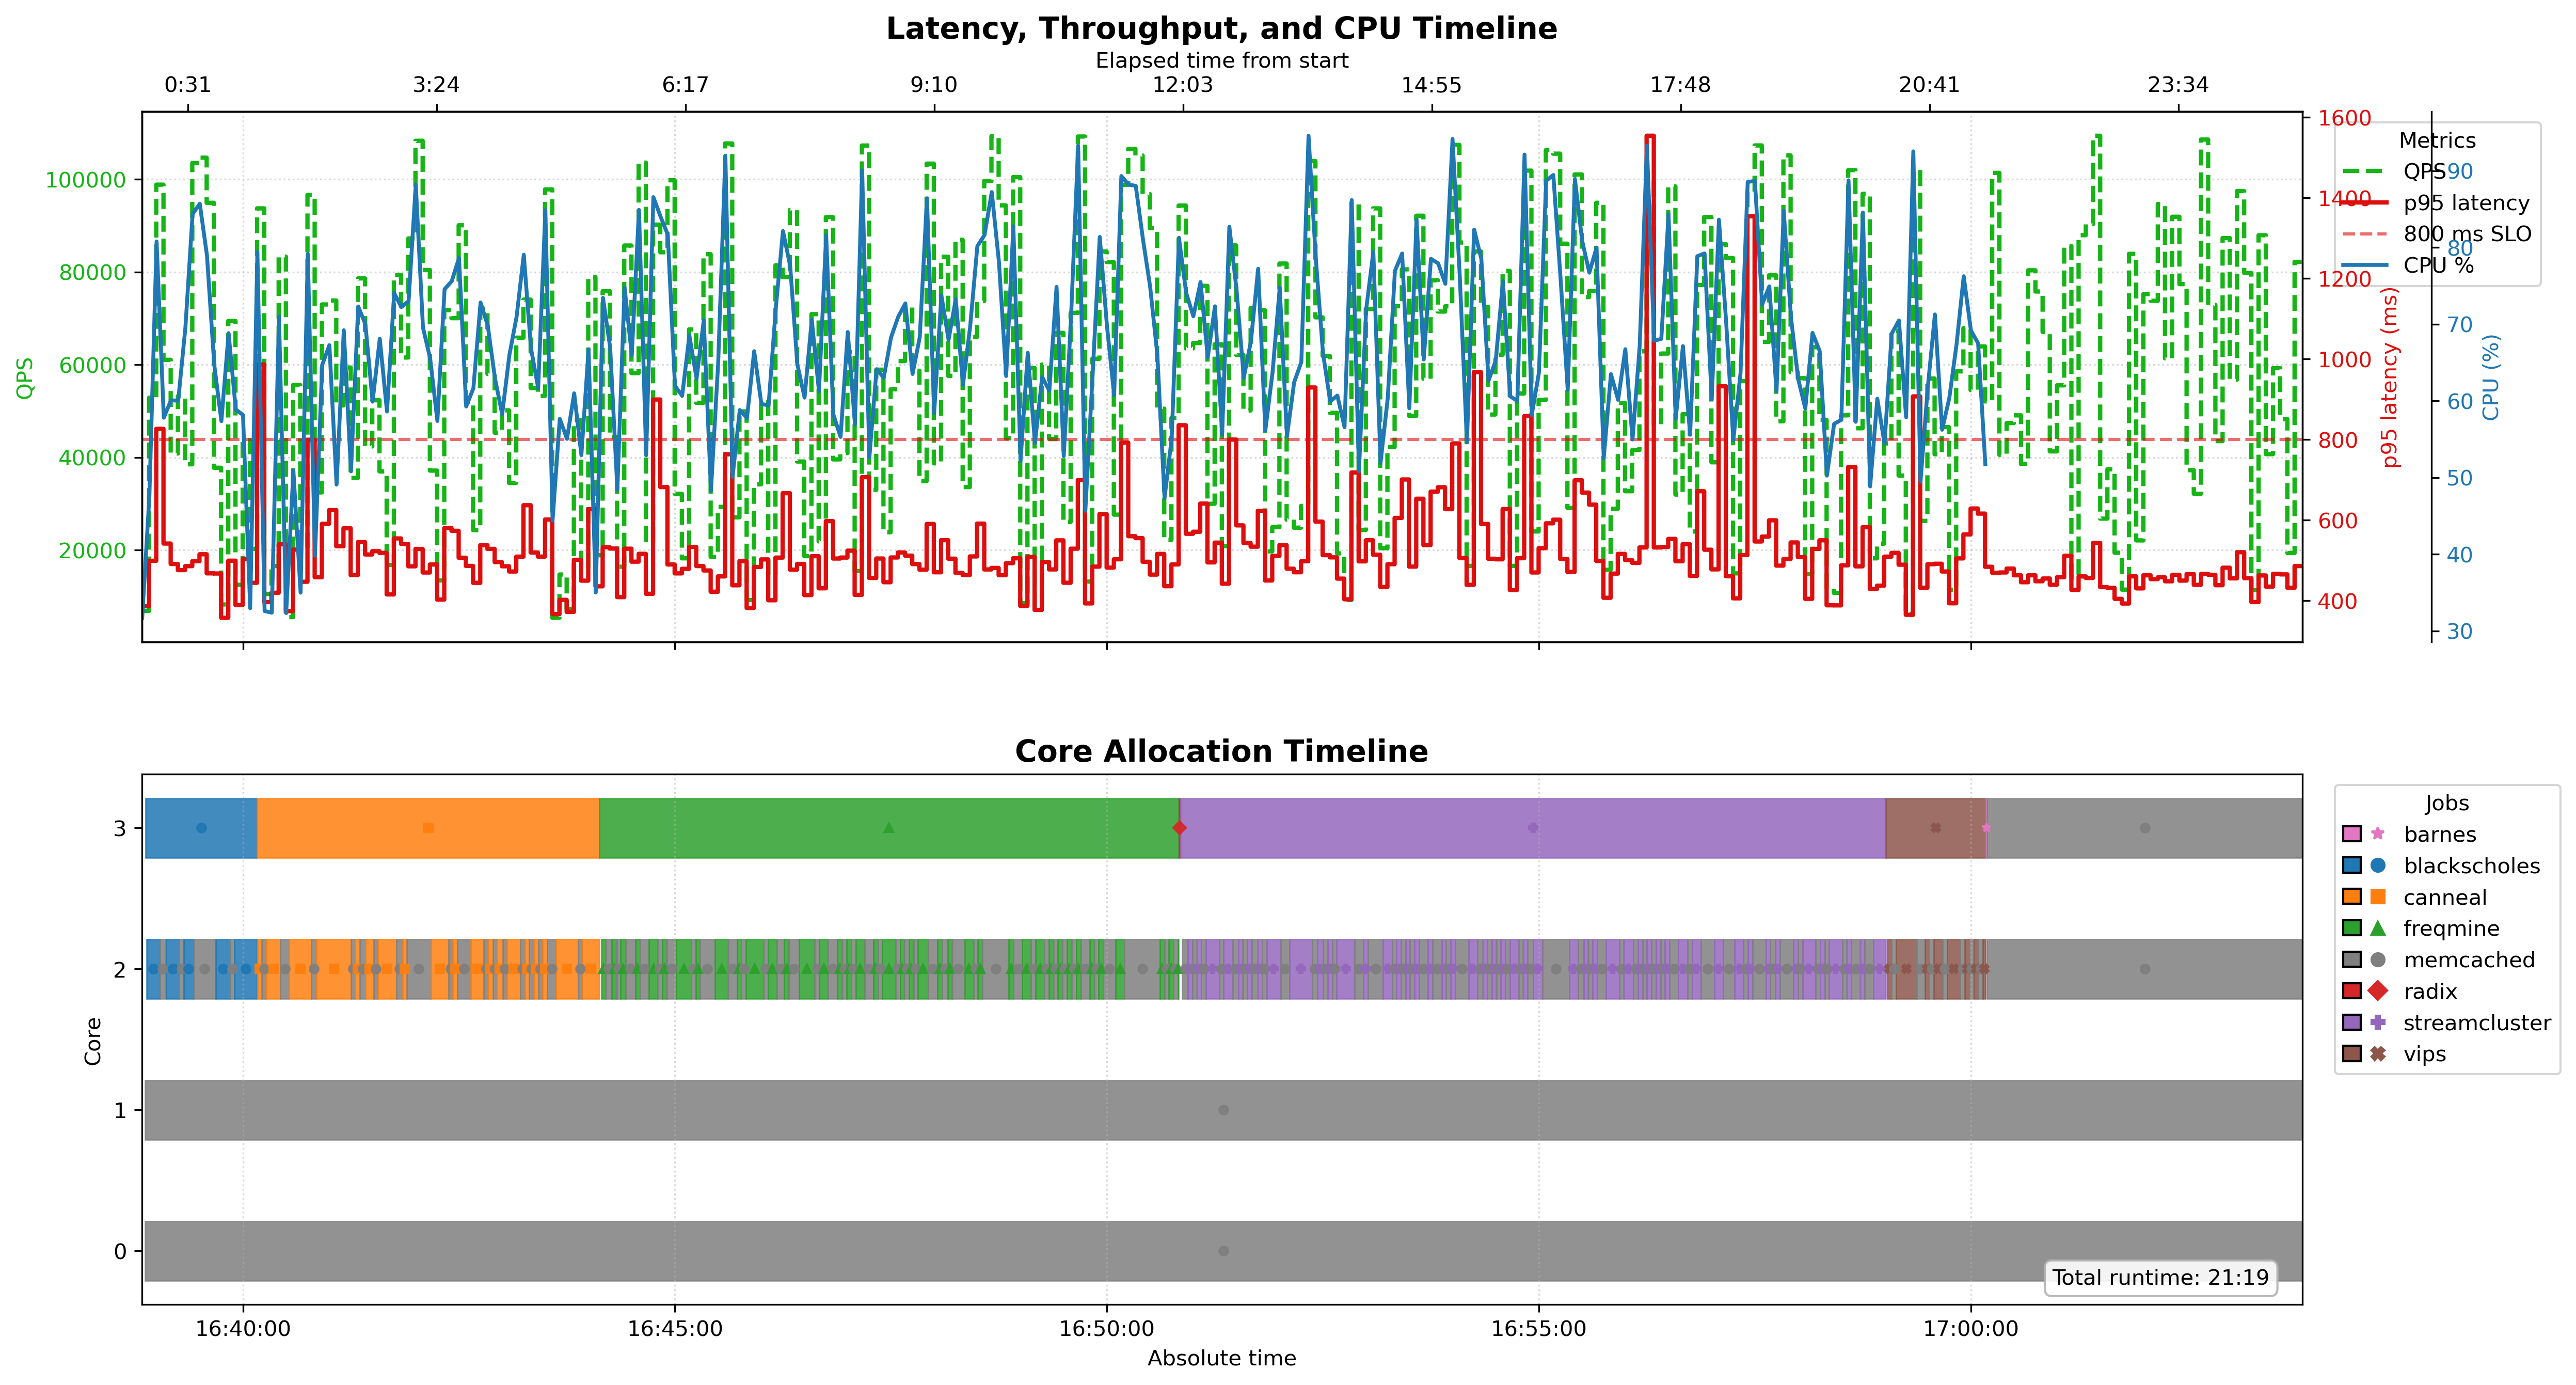 Latency, Throughput, and CPU Timeline
Elapsed time from start
0:31 3:24 6:17 9:10 12:03 14:55 17:48 20:41 23:34
QPS
100000
80000
60000
40000
20000
1600
1400
1200
1000
800
600
400
p95 latency (ms)
90
80
70
60
50
40
30
CPU (%)
Metrics
QPS
p95 latency
800 ms SLO
CPU %
Core Allocation Timeline
Core
3
2
1
0
Total runtime: 21:19
16:40:00 16:45:00 16:50:00 16:55:00 17:00:00
Absolute time
Jobs
barnes
blackscholes
canneal
freqmine
memcached
radix
streamcluster
vips